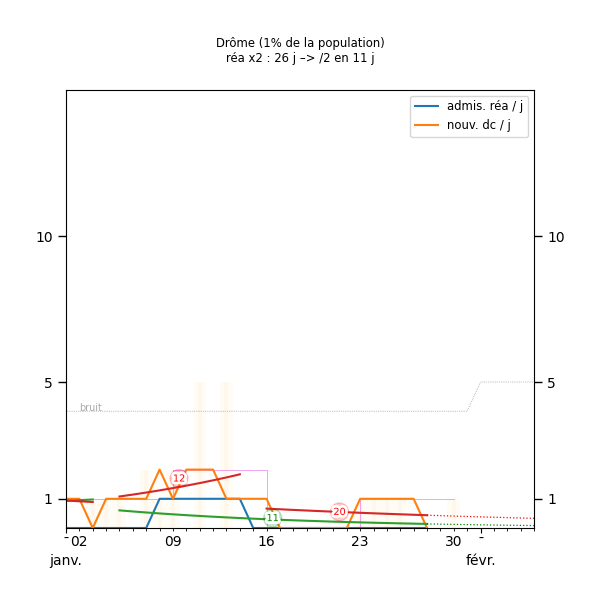 Drôme (1% de la population)
réa x2 : 26 j –> /2 en 11 j
admis. réa / j
nouv. dc / j
10 10
5 5
bruit
12
1 1
20
11
02 09 16 23 30 -
janv. févr.